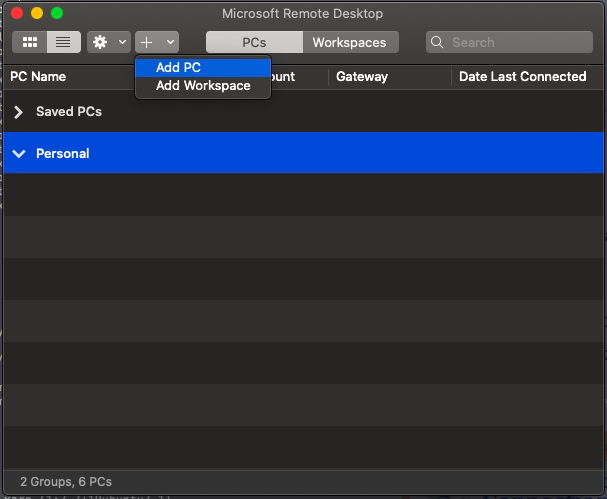 Microsoft Remote Desktop
PCs
Workspaces
Search
Add PC
Add Workspace
PC Name
Gateway
Date Last Connected
Saved PCs
Personal
2 Groups, 6 PCs